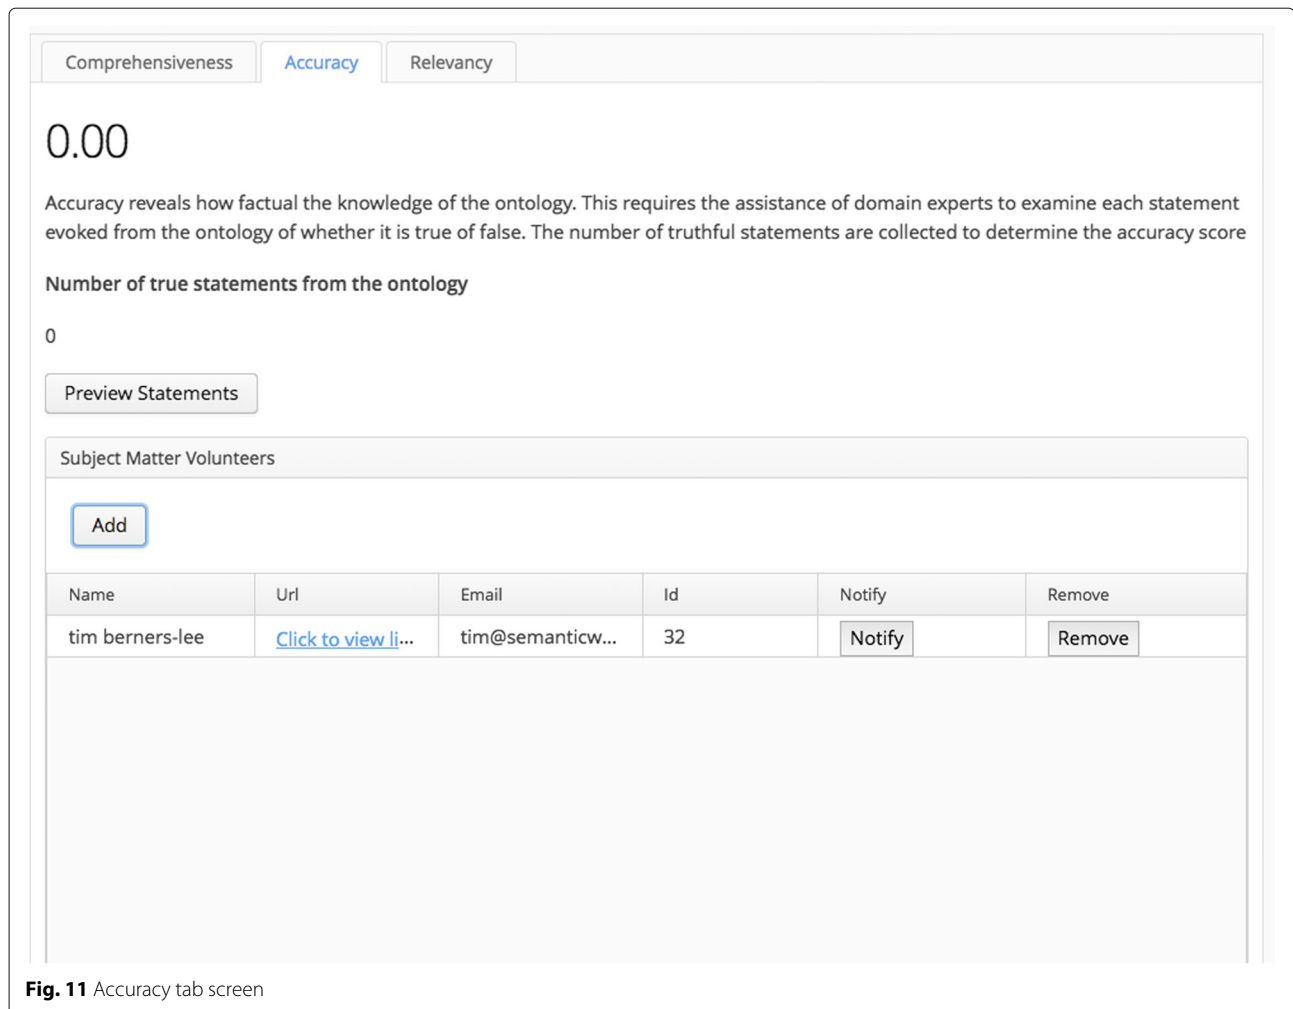 Comprehensiveness Accuracy Relevancy
0.00
Accuracy reveals how factual the knowledge of the ontology. This requires the assistance of domain experts to examine each statement
evoked from the ontology of whether it is true of false. The number of truthful statements are collected to determine the accuracy score
Number of true statements from the ontology
0
Preview Statements
Subject Matter Volunteers
Add
Name Url Email Id Notify Remove
tim berners-lee Click to view li... tim@semanticw... 32 Notify Remove
Fig. 11 Accuracy tab screen